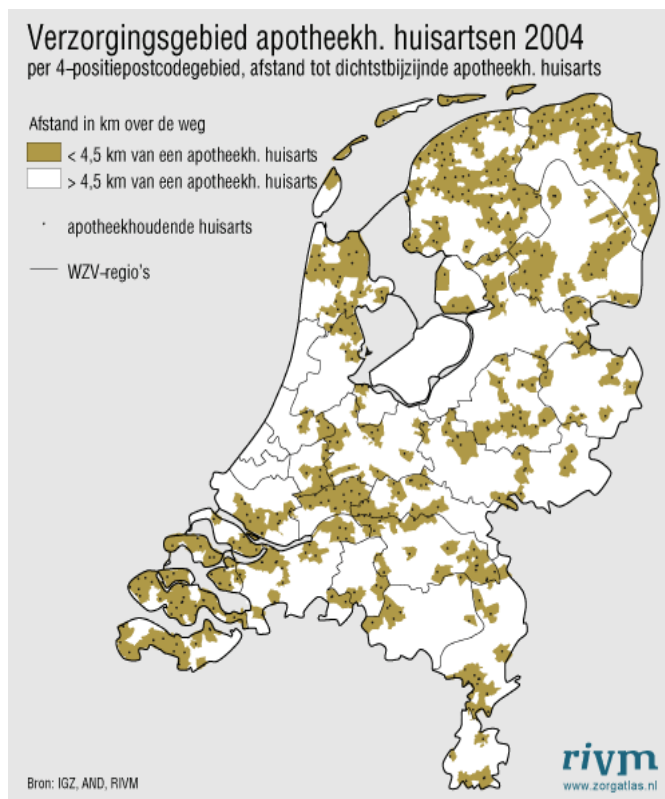 Verzorgingsgebied apotheekh. huisartsen 2004
per 4-positiepostcodegebied, afstand tot dichtstbijzijnde apotheekh. huisarts
Afstand in km over de weg
< 4,5 km van een apotheekh. huisarts
> 4,5 km van een apotheekh. huisarts
apotheekhoudende huisarts
WZV-regio's
Bron: IGZ, AND, RIVM
rivm
www.zorgatlas.nl